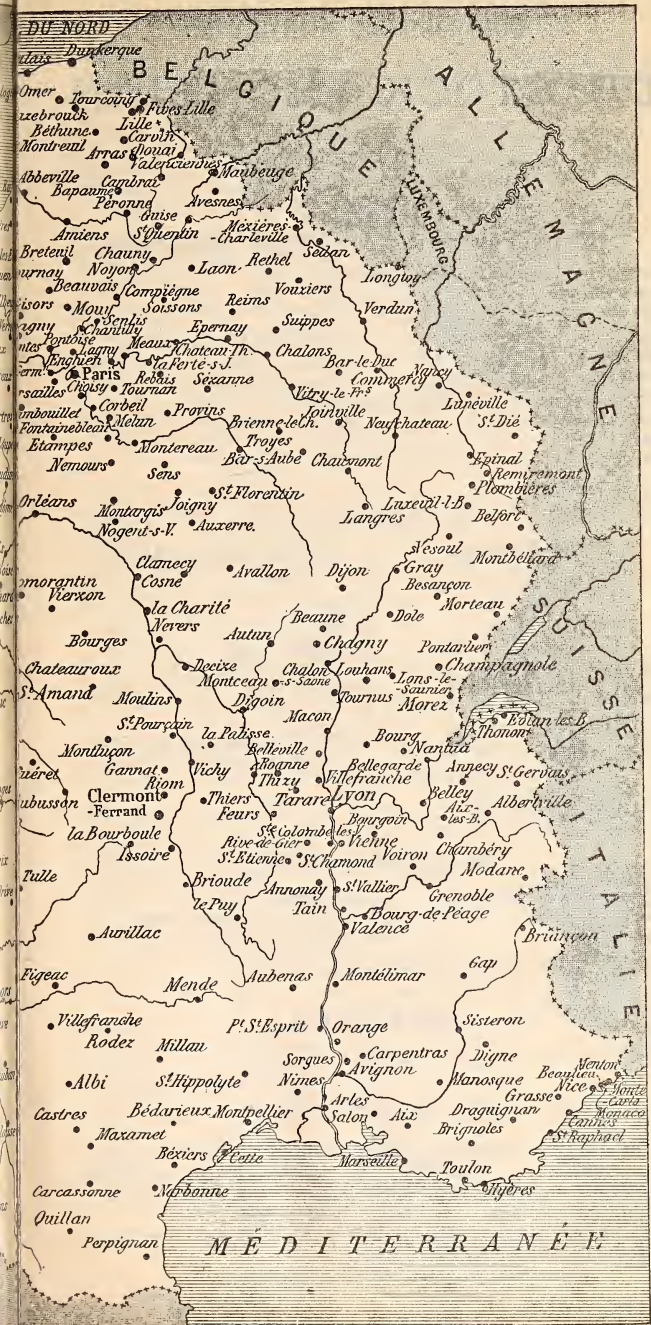 DU NORD
Dunkerque
BELGIQUE
ALLEMAGNE
Omer
Tourcoing
Fives-Lille
Lille
Béthune
Carvin
Montreuil
Douai
Arras
Valenciennes
Maubeuge
Abbeville
Cambrai
Bapaume
Péronne
Avesnes
LUXEMBOURG
Guise
Amiens
St Quentin
Mézières-Charleville
Sedan
Breteuil
Chauny
Rethel
Longwy
Noyon
Laon
Beauvais
Compiègne
Vouziers
Mouy
Soissons
Reims
Verdun
Senlis
Chantilly
Epernay
Suippes
Pontoise
Lagny
Meaux
Chateau-Th.
Chalons
Enghien
la Ferté-s-J.
Bar-le-Duc
Nancy
Paris
Rebais
Sézanne
Commercy
Choisy
Tournan
Vitry-le-Frs
Lunéville
Corbeil
Provins
Joinville
St Dié
Fontainebleau
Melun
Brienne-le-Ch.
Neufchateau
Etampes
Montereau
Troyes
Epinal
Nemours
Sens
Bar-s-Aube
Chaumont
Remiremont
Plombières
Orléans
Joigny
St Florentin
Luxeuil-l-B
Montargis
Langres
Belfort
Nogent-s-V.
Auxerre.
Vesoul
Montbéliard
Clamecy
Avallon
Dijon
Gray
Cosne
Besançon
omorantin
Vierzon
la Charité
Beaune
Dole
Morteau
SUISSE
Nevers
Autun
Bourges
Chagny
Pontarlier
Chateauroux
Decize
Chalon
-s-Saône
Louhans
Champagnole
Montceau
Lons-le-
-Saunier
St Amand
Moulins
Tournus
Morez
Digoin
Evian-les-B.
St Pourçain
la Palisse
Macon
Thonon
Montluçon
Belleville
Bourg
Nantua
Gannat
Vichy
Roanne
Bellegarde
Annecy
St Gervais
Riom
Thizy
Villefranche
Clermont
-Ferrand
Thiers
Tarare
Lyon
Belley
Albertville
Feurs
Aix-
les-B.
Bourgoin
la Bourboule
Ste Colombe-les-V.
Rive-de-Gier
Vienne
Chambéry
Issoire
St Etienne
St Chamond
Voiron
Modane
ITALIE
Tulle
Brioude
Annonay
St Vallier
Grenoble
le Puy
Tain
Bourg-de-Péage
Aurillac
Valence
Briançon
Figeac
Mende
Aubenas
Montélimar
Gap
Villefranche
Pt St Esprit
Orange
Sisteron
Rodez
Millau
Sorgues
Carpentras
Digne
Avignon
Menton
Albi
St Hippolyte
Nimes
Manosque
Beaulieu
Nice
Monte
Carlo
Grasse
Monaco
Castres
Bédarieux
Montpellier
Arles
Salon
Aix
Draguignan
Cannes
Mazamet
Brignoles
St Raphael
Béziers
Cette
Marseille
Toulon
Carcassonne
Narbonne
Hyères
Quillan
Perpignan
MÉDITERRANÉE